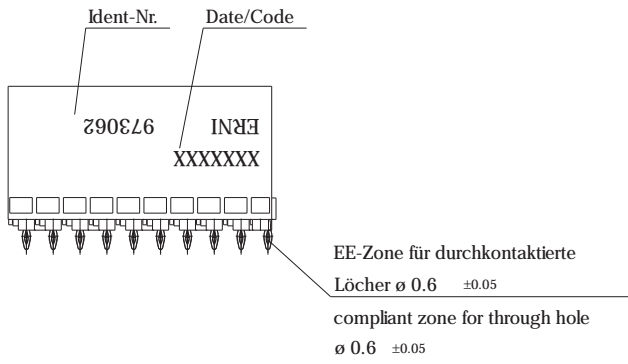 Ident-Nr. Date/Code
973062 ERNI
XXXXXXX
EE-Zone für durchkontaktierte
Löcher ø 0.6 ±0.05
compliant zone for through hole
ø 0.6 ±0.05